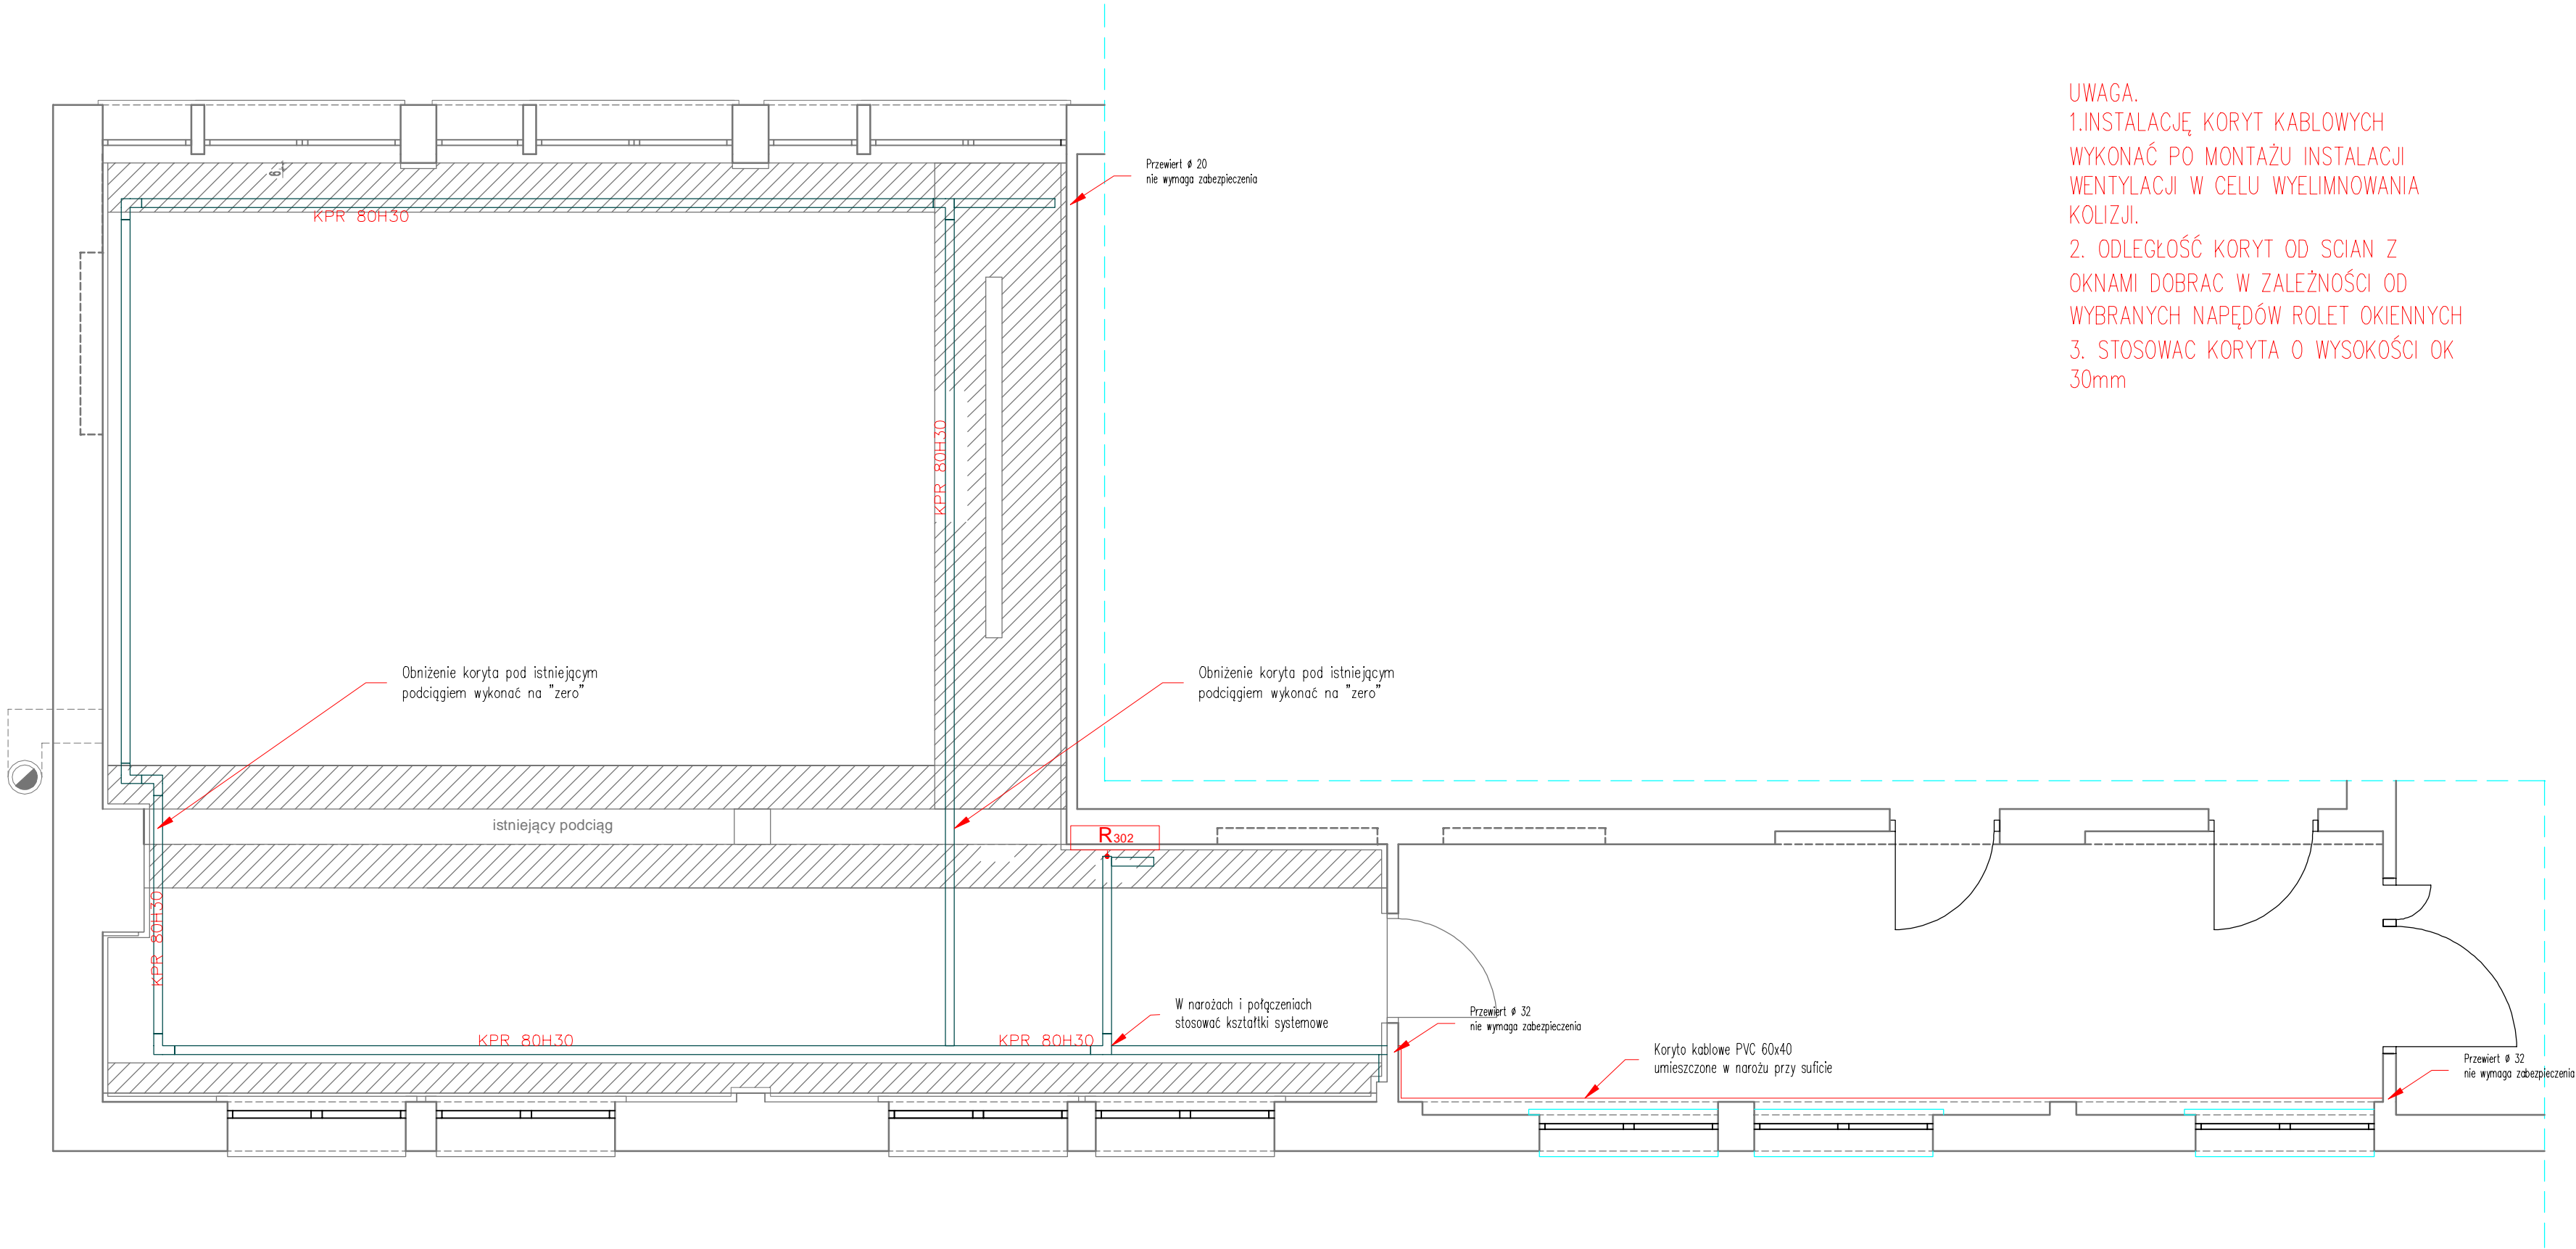 UWAGA.
1.INSTALACJĘ KORYT KABLOWYCH
WYKONAĆ PO MONTAŻU INSTALACJI
WENTYLACJI W CELU WYELIMNOWANIA
KOLIZJI.
2. ODLEGŁOŚĆ KORYT OD SCIAN Z
OKNAMI DOBRAC W ZALEŻNOŚCI OD
WYBRANYCH NAPĘDÓW ROLET OKIENNYCH
3. STOSOWAC KORYTA O WYSOKOŚCI OK
30mm
Przewiert ø 20
nie wymaga zabezpieczenia
KPR 80H30
KPR 80H30
Obniżenie koryta pod istniejącym
podciągiem wykonać na "zero"
Obniżenie koryta pod istniejącym
podciągiem wykonać na "zero"
istniejący podciąg
R302
KPR 80H30
W narożach i połączeniach
stosować kształtki systemowe
Przewiert ø 32
nie wymaga zabezpieczenia
KPR 80H30
KPR 80H30
Koryto kablowe PVC 60x40
umieszczone w narożu przy suficie
Przewiert ø 32
nie wymaga zabezpieczenia